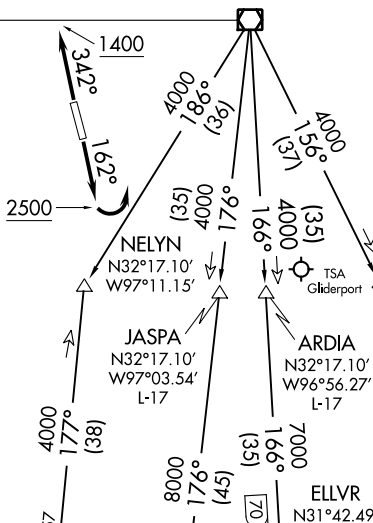 1400
342°
162°
2500
4000
186°
(36)
(35)
4000
176°
(35)
4000
166°
4000
156°
(37)
NELYN
N32°17.10'
W97°11.15'
TSA
Gliderport
JASPA
N32°17.10'
W97°03.54'
L-17
ARDIA
N32°17.10'
W96°56.27'
L-17
4000
177°
(38)
8000
176°
(45)
7000
166°
(35)
70
ELLVR
N31°42.49